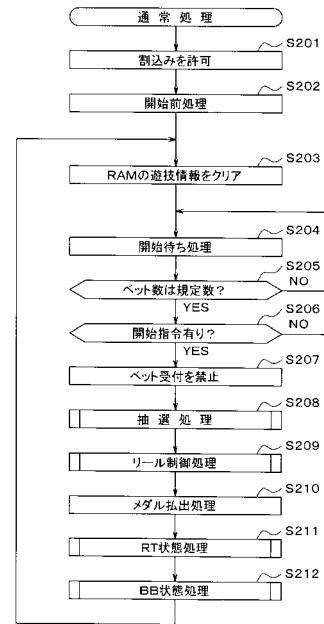 通常処理
S201
割込みを許可
S202
開始前処理
S203
RAMの遊技情報をクリア
S204
開始待ち処理
S205
ベット数は規定数?
NO
YES
S206
開始指令有り?
NO
YES
S207
ベット受付を禁止
S208
抽選処理
S209
リール制御処理
S210
メダル払出処理
S211
RT状態処理
S212
BB状態処理